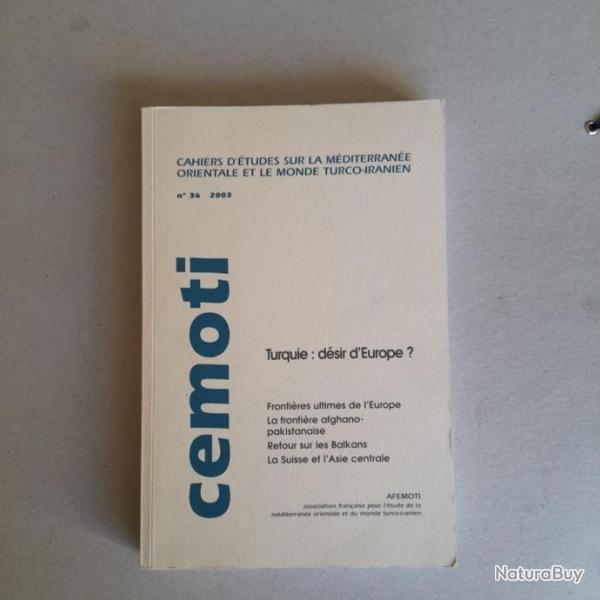 CAHIERS D'ÉTUDES SUR LA MÉDITERRANÉE
ORIENTALE ET LE MONDE TURCO-IRANIEN
n° 36 2003
cemoti
Turquie : désir d'Europe ?
Frontières ultimes de l'Europe
La frontière afghano-
pakistanaise
Retour sur les Balkans
La Suisse et l'Asie centrale
AFEMOTI
association française pour l'étude de la
méditerranée orientale et du monde turco-iranien
NaturaBuy